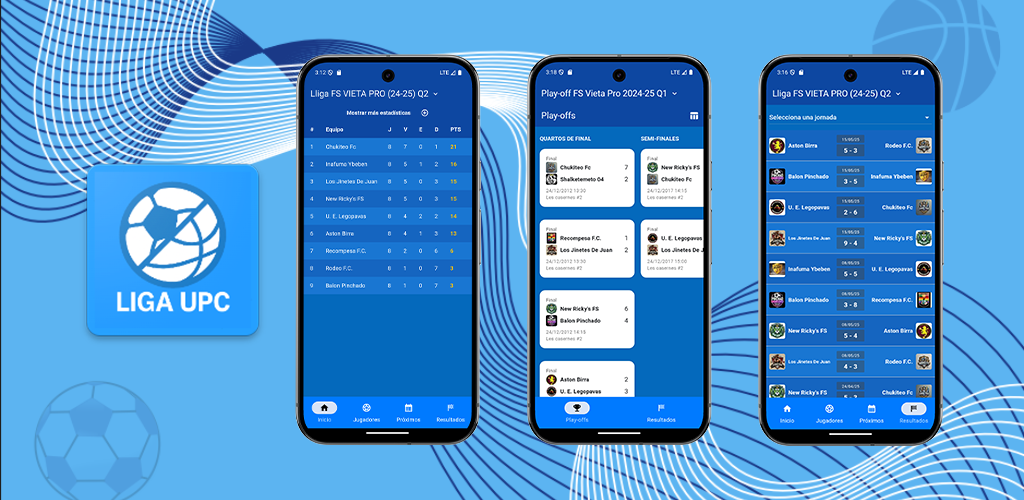 LIGA UPC
3:12
LTE
Lliga FS VIETA PRO (24-25) Q2
Mostrar más estadísticas
# Equipo J V E D PTS
1 Chukiteo Fc 8 7 0 1 21
2 Inafuma Ybeben 8 5 1 2 16
3 Los Jinetes De Juan 8 5 0 3 15
4 New Ricky's FS 8 5 0 3 15
5 U. E. Legopavas 8 4 2 2 14
6 Aston Birra 8 4 1 3 13
7 Recompesa F.C. 8 2 0 6 6
8 Rodeo F.C. 8 1 0 7 3
9 Balon Pinchado 8 1 0 7 3
Inicio Jugadores Próximos Resultados
3:18
LTE
Play-off FS Vieta Pro 2024-25 Q1
Play-offs
QUARTOS DE FINAL
SEMI-FINALES
Final
Chukiteo Fc 7
Shalketemeto 04 2
24/12/2012 13:30
Les casernes #2
Final
New Ricky's FS
Chukiteo Fc
24/12/2017 14:15
Les casernes #2
Final
Recompesa F.C. 1
Los Jinetes De Juan 2
24/12/2012 13:00
Les casernes #2
Final
U. E. Legopavas
Los Jinetes De Juan
24/12/2017 15:00
Les casernes #2
Final
New Ricky's FS 6
Balon Pinchado 4
24/12/2012 14:15
Les casernes #2
Final
Aston Birra 2
U. E. Legopavas 3
Play-offs Resultados
3:16
LTE
Lliga FS VIETA PRO (24-25) Q2
Selecciona una jornada
15/05/25
Aston Birra 5 - 3 Rodeo F.C.
15/05/25
Balon Pinchado 3 - 5 Inafuma Ybeben
15/05/25
U. E. Legopavas 2 - 6 Chukiteo Fc
15/05/25
Los Jinetes De Juan 9 - 4 New Ricky's FS
08/05/25
Inafuma Ybeben 5 - 5 U. E. Legopavas
08/05/25
Balon Pinchado 3 - 8 Recompesa F.C.
08/05/25
New Ricky's FS 5 - 4 Aston Birra
08/05/25
Los Jinetes De Juan 4 - 3 Rodeo F.C.
24/04/25
New Ricky's FS 5 - 3 Chukiteo Fc
Inicio Jugadores Próximos Resultados